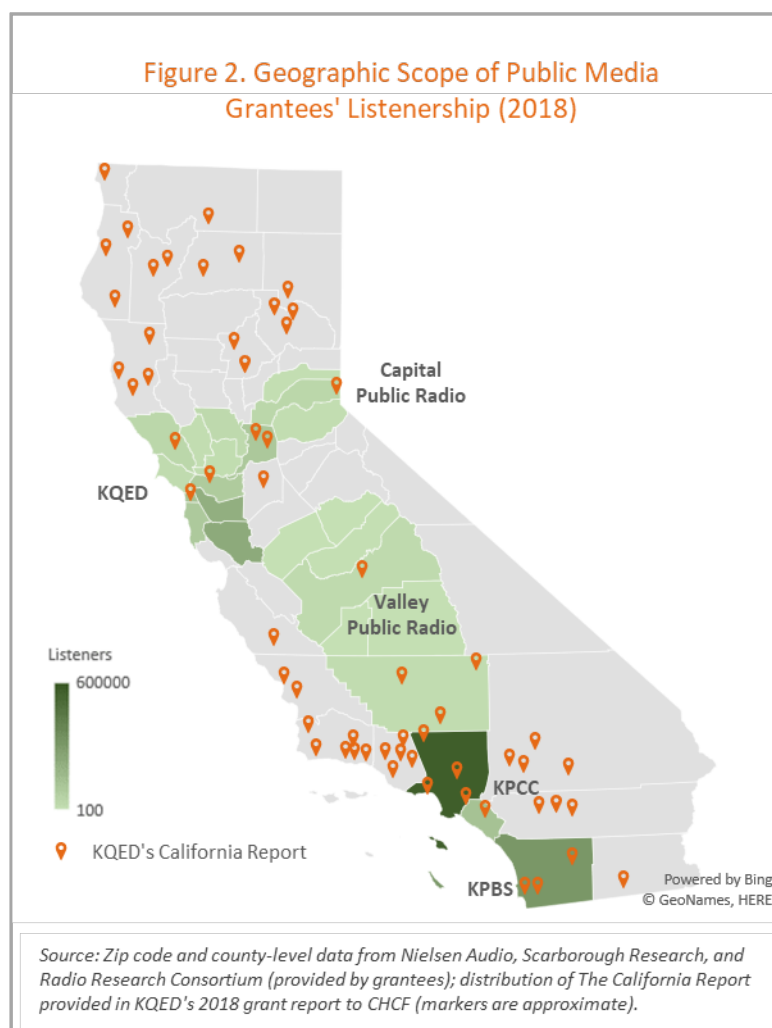 Figure 2. Geographic Scope of Public Media
Grantees' Listenership (2018)
Capital
Public Radio
KQED
Valley
Public Radio
Listeners
600000
100
KPCC
KQED's California Report
KPBS
Powered by Bing
© GeoNames, HERE
Source: Zip code and county-level data from Nielsen Audio, Scarborough Research, and
Radio Research Consortium (provided by grantees); distribution of The California Report
provided in KQED's 2018 grant report to CHCF (markers are approximate).